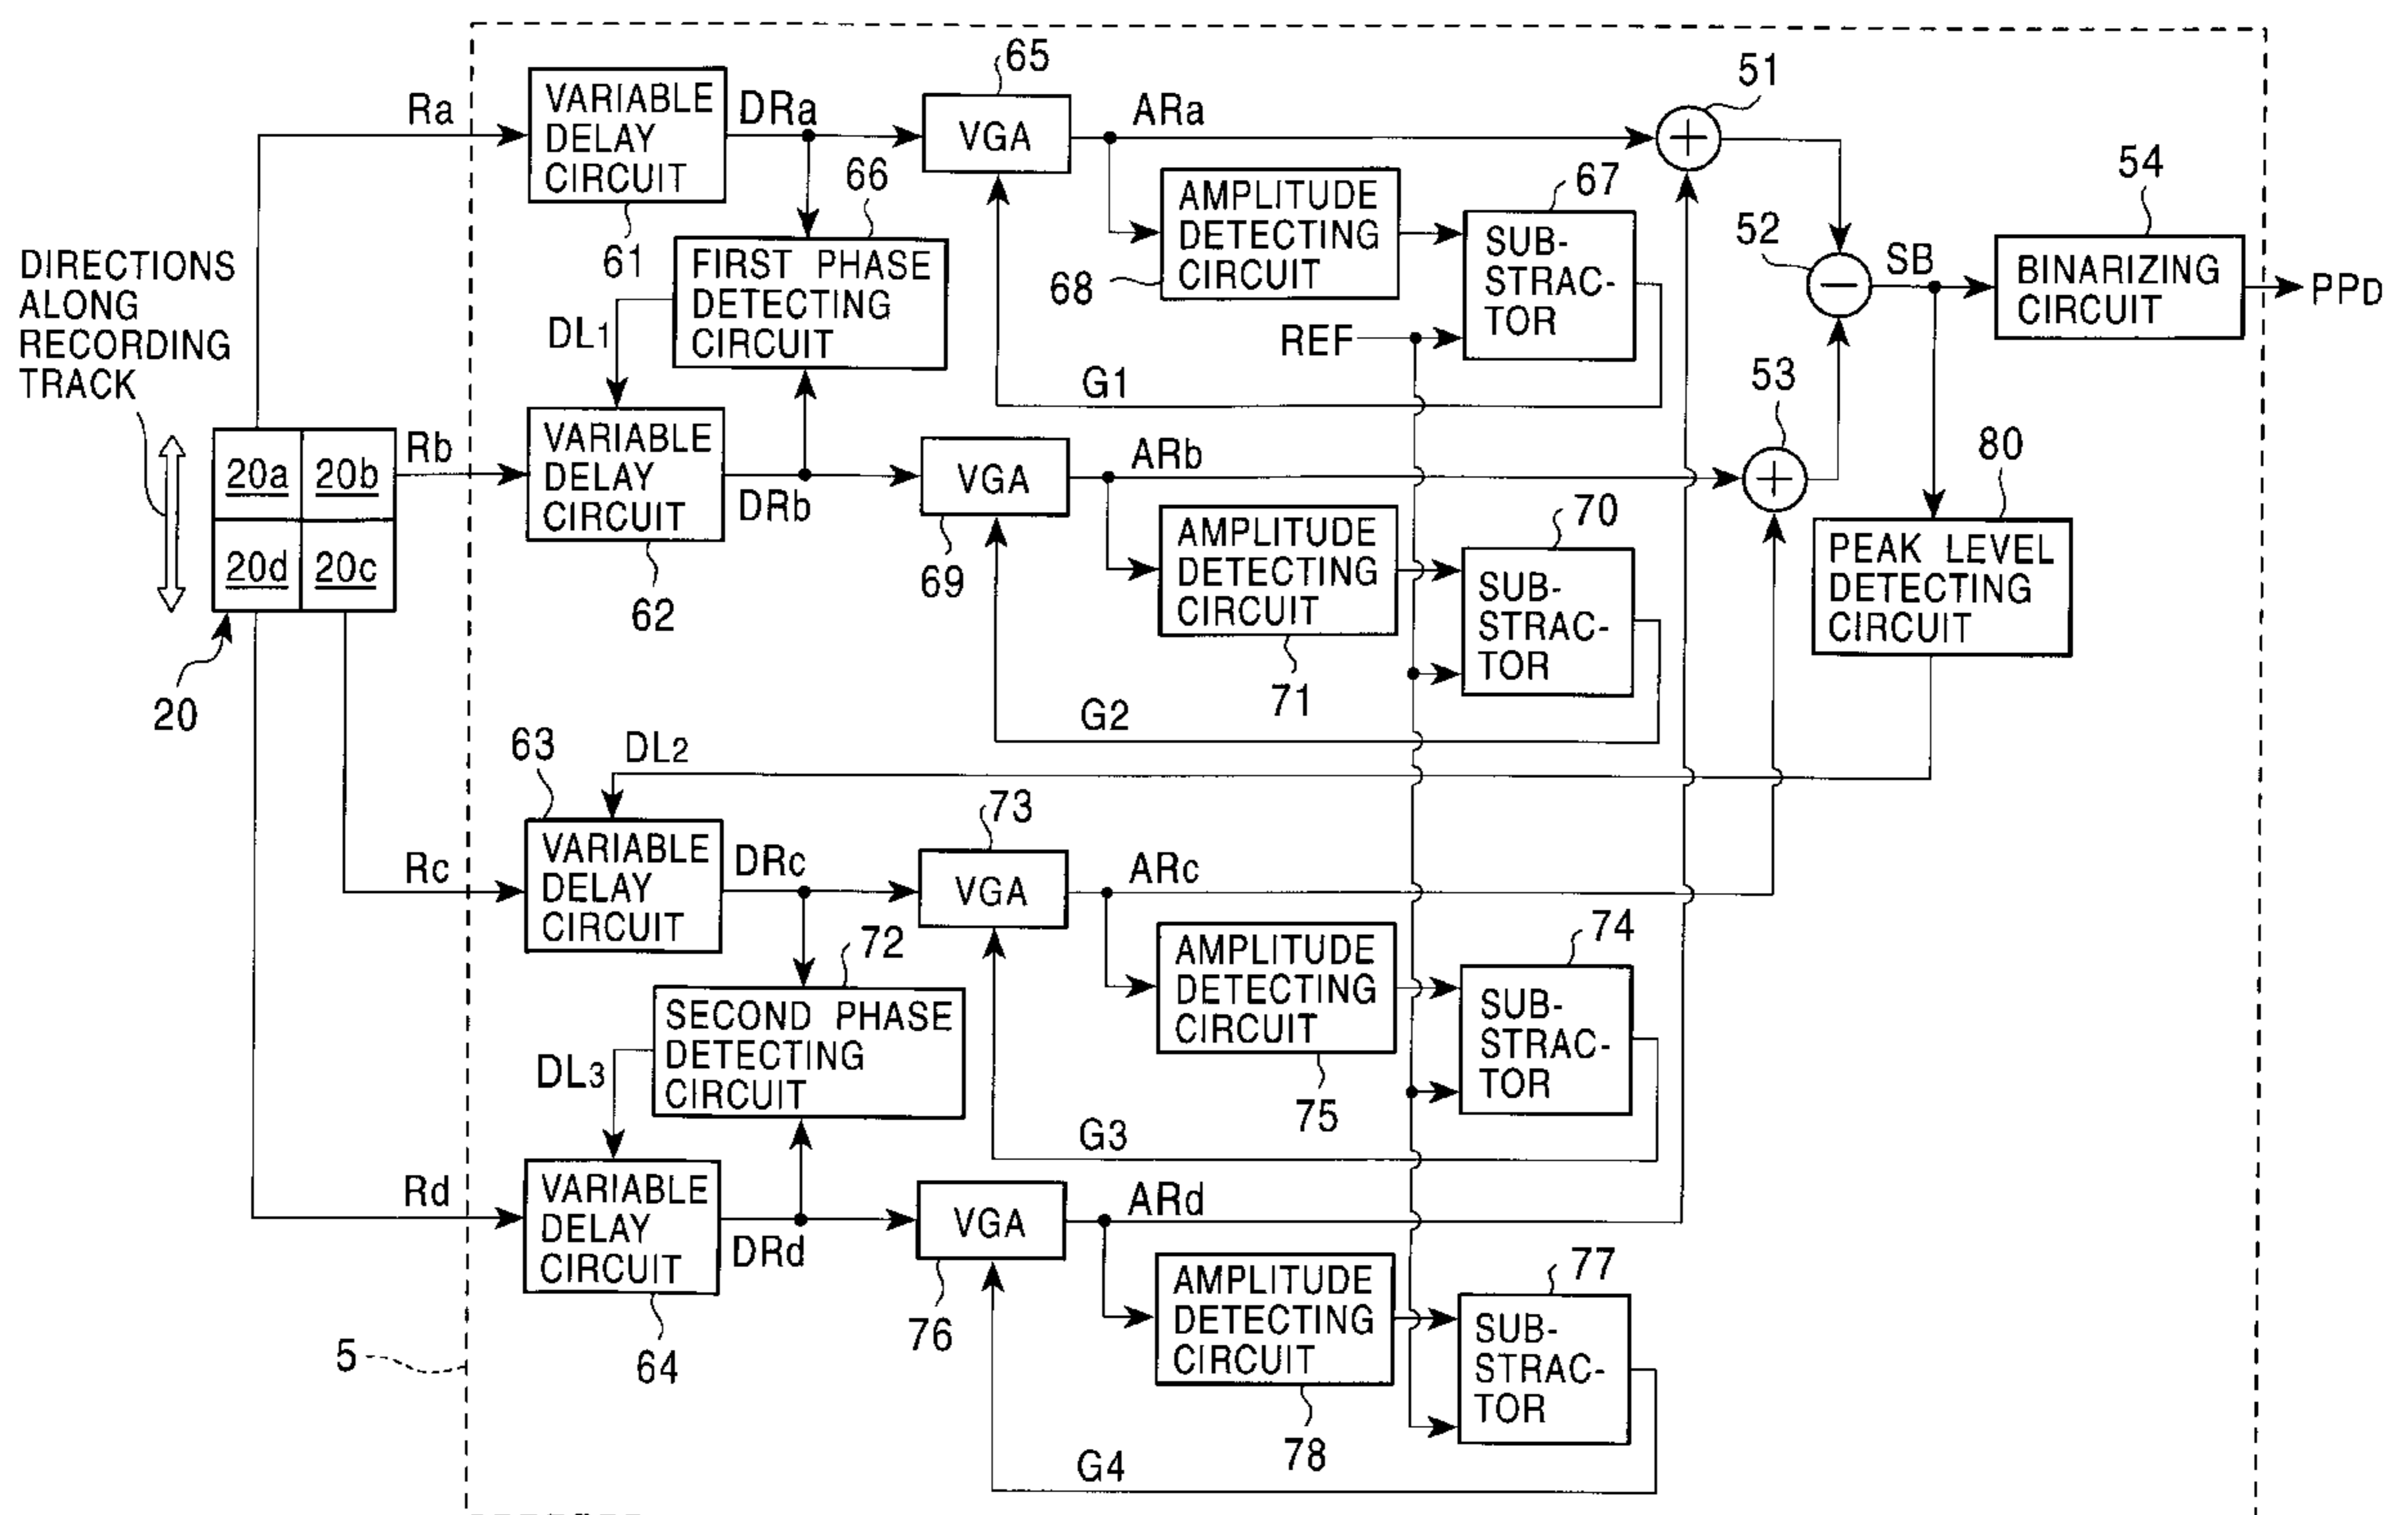 65
51
Ra
VARIABLE
DELAY
CIRCUIT
DRa
VGA
ARa
+
54
61
66
AMPLITUDE
DETECTING
CIRCUIT
68
67
SUB-
STRAC-
TOR
52
−
SB
BINARIZING
CIRCUIT
PPD
DIRECTIONS
ALONG
RECORDING
TRACK
FIRST PHASE
DETECTING
CIRCUIT
DL1
REF
G1
53
20a
20b
20d
20c
20
Rb
VARIABLE
DELAY
CIRCUIT
DRb
62
VGA
69
ARb
+
80
PEAK LEVEL
DETECTING
CIRCUIT
AMPLITUDE
DETECTING
CIRCUIT
71
70
SUB-
STRAC-
TOR
G2
63
DL2
73
Rc
VARIABLE
DELAY
CIRCUIT
DRc
VGA
ARc
72
SECOND PHASE
DETECTING
CIRCUIT
AMPLITUDE
DETECTING
CIRCUIT
75
74
SUB-
STRAC-
TOR
DL3
G3
Rd
VARIABLE
DELAY
CIRCUIT
DRd
64
VGA
76
ARd
AMPLITUDE
DETECTING
CIRCUIT
78
77
SUB-
STRAC-
TOR
5
G4